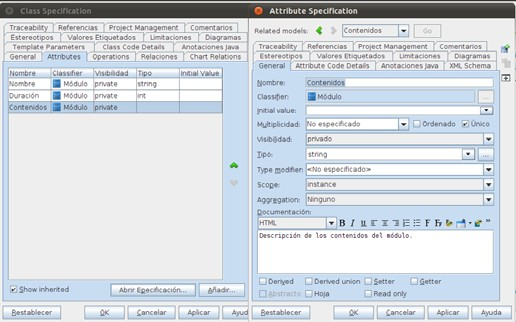 Class Specification
Traceability Referencias Project Management Comentarios
Estereotipos Valores Etiquetados Limitaciones Diagramas
Template Parameters Class Code Details Anotaciones Java
General Attributes Operations Relaciones Chart Relations
Nombre Classifier Visibilidad Tipo Initial Value
Nombre Módulo private string
Duración Módulo private int
Contenidos Módulo private
Show inherited Abrir Especificación... Añadir...
Restablecer OK Cancelar Aplicar Ayud
Attribute Specification
Related models: Contenidos Go
Traceability Referencias Project Management Comentarios
Estereotipos Valores Etiquetados Limitaciones Diagramas
General Attribute Code Details Anotaciones Java XML Schema
Nombre: Contenidos
Classifier: Módulo ...
Initial value:
Multiplicidad: No especificado Ordenado Único
Visibilidad: privado
Tipo: string ...
Type modifier: <No especificado>
Scope: instance
Aggregation: Ninguno
Documentación:
HTML B I U F
Descripción de los contenidos del módulo.
Derived Derived union Setter Getter
Abstracto Hoja Read only
Restablecer OK Cancelar Aplicar Ayuda